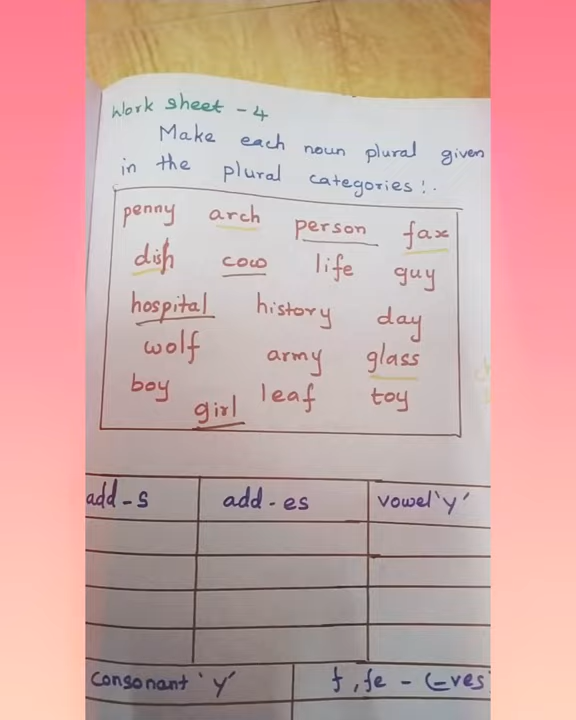 Work sheet - 4
Make each noun plural given
in the plural categories!.
penny arch person fax
dish cow life guy
hospital history day
wolf army glass
boy girl leaf toy
add-s add-es vowel 'y'
consonant 'y' f, fe - (-ves